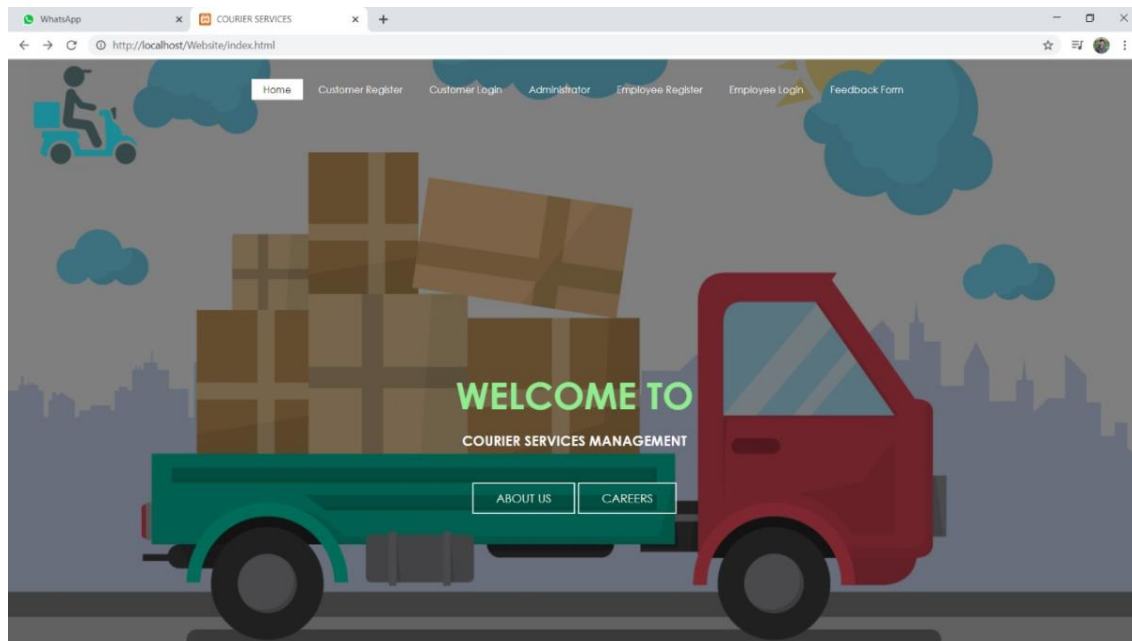 WhatsApp COURIER SERVICES
http://localhost/Website/index.html
Home Customer Register Customer Login Administrator Employee Register Employee Login Feedback Form
WELCOME TO
COURIER SERVICES MANAGEMENT
ABOUT US CAREERS